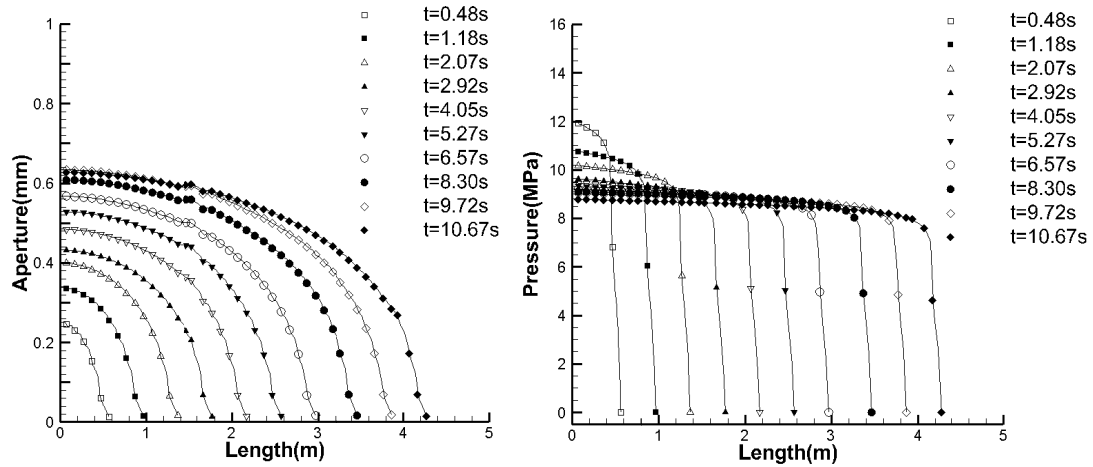 1
0.8
0.6
0.4
0.2
0
Aperture(mm)
0 1 2 3 4 5
Length(m)
t=0.48s
t=1.18s
t=2.07s
t=2.92s
t=4.05s
t=5.27s
t=6.57s
t=8.30s
t=9.72s
t=10.67s
16
14
12
10
8
6
4
2
0
Pressure(MPa)
0 1 2 3 4 5
Length(m)
t=0.48s
t=1.18s
t=2.07s
t=2.92s
t=4.05s
t=5.27s
t=6.57s
t=8.30s
t=9.72s
t=10.67s